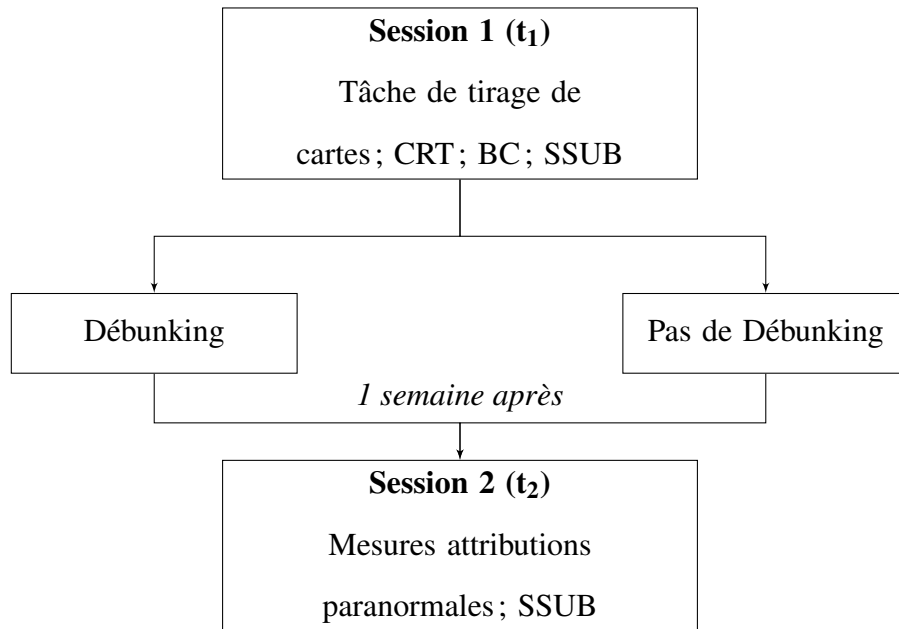 Session 1 (t1)
Tâche de tirage de
cartes ; CRT ; BC ; SSUB
Débunking
Pas de Débunking
1 semaine après
Session 2 (t2)
Mesures attributions
paranormales ; SSUB